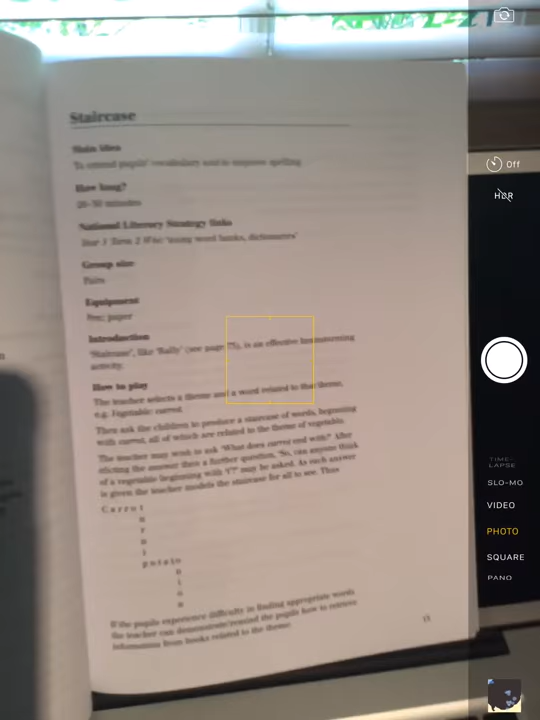 Staircase
Main idea
To extend pupils' vocabulary and to improve spelling
How long?
20–30 minutes
National Literacy Strategy links
Year 3 Term 2 W19: 'using word banks, dictionaries'
Group size
Pairs
Equipment
Pen; paper
Introduction
'Staircase', like 'Rally' (see page 75), is an effective brainstorming
activity.
How to play
The teacher selects a theme and a word related to that theme,
e.g. Vegetable: carrot.
Then ask the children to produce a staircase of words, beginning
with carrot, all of which are related to the theme of vegetable.
The teacher may wish to ask 'What does carrot end with?' After
eliciting the answer then a further question, 'So, can anyone think
of a vegetable beginning with 't'?' may be asked. As each answer
is given the teacher models the staircase for all to see. Thus
C a r r o t
u
r
n
i
p o t a t o
n
i
o
n
If the pupils experience difficulty in finding appropriate words
the teacher can demonstrate/remind the pupils how to retrieve
information from books related to the theme.
Off
HDR
TIME-
LAPSE
SLO-MO
VIDEO
PHOTO
SQUARE
PANO